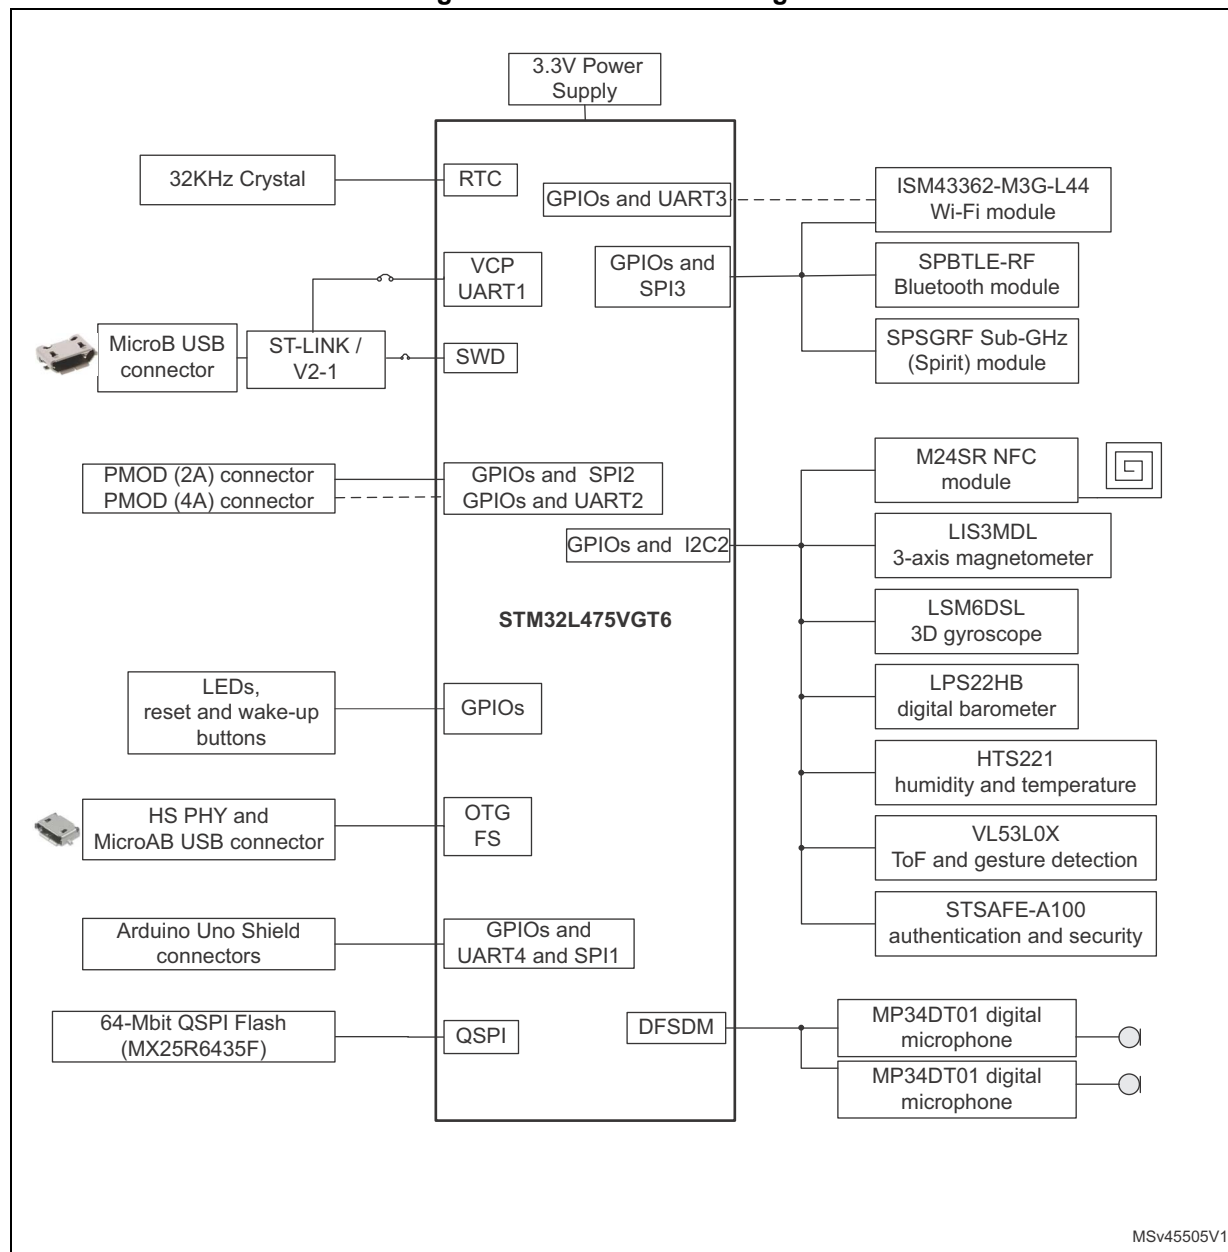 3.3V Power
Supply
32KHz Crystal
RTC
GPIOs and UART3
ISM43362-M3G-L44
Wi-Fi module
VCP
UART1
GPIOs and
SPI3
SPBTLE-RF
Bluetooth module
MicroB USB
connector
ST-LINK /
V2-1
SWD
SPSGRF Sub-GHz
(Spirit) module
PMOD (2A) connector
PMOD (4A) connector
GPIOs and SPI2
GPIOs and UART2
M24SR NFC
module
GPIOs and I2C2
LIS3MDL
3-axis magnetometer
STM32L475VGT6
LSM6DSL
3D gyroscope
LEDs,
reset and wake-up
buttons
GPIOs
LPS22HB
digital barometer
HTS221
humidity and temperature
HS PHY and
MicroAB USB connector
OTG
FS
VL53L0X
ToF and gesture detection
Arduino Uno Shield
connectors
GPIOs and
UART4 and SPI1
STSAFE-A100
authentication and security
64-Mbit QSPI Flash
(MX25R6435F)
QSPI
DFSDM
MP34DT01 digital
microphone
MP34DT01 digital
microphone
MSv45505V1